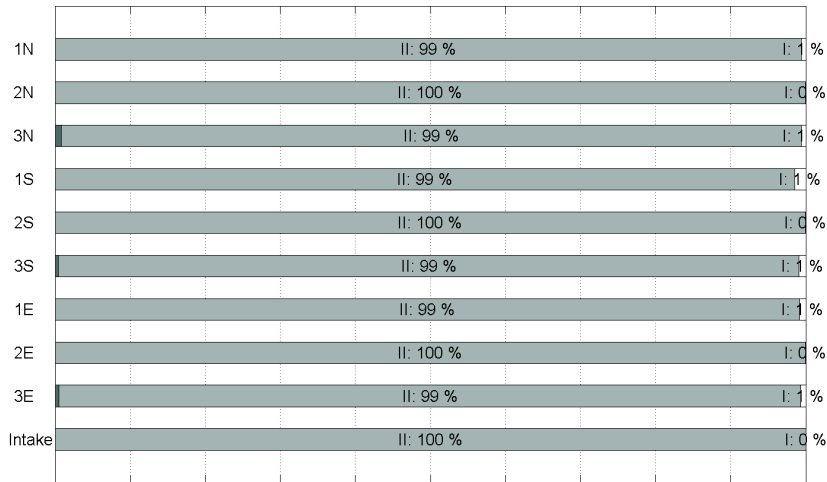 1N II: 99 % I: 1 %
2N II: 100 % I: 0 %
3N II: 99 % I: 1 %
1S II: 99 % I: 1 %
2S II: 100 % I: 0 %
3S II: 99 % I: 1 %
1E II: 99 % I: 1 %
2E II: 100 % I: 0 %
3E II: 99 % I: 1 %
Intake II: 100 % I: 0 %